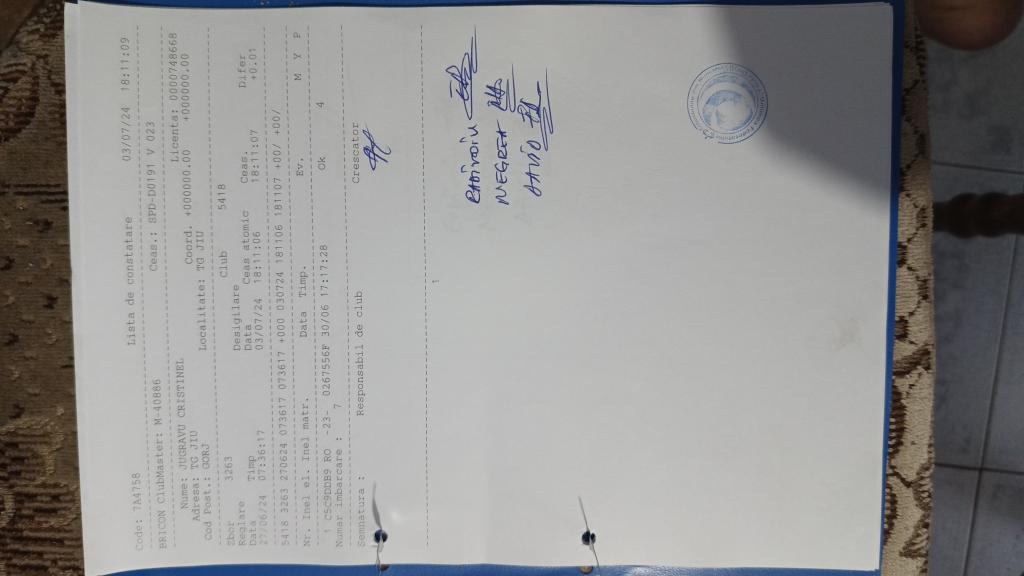 Code: 7A4758 Lista de constatare 03/07/24 18:11:09
BRICON ClubMaster: M-40886 Ceas.: SPD-D0191 V 023
Nume: JUGRAVU CRISTINEL Licenta: 0000748668
Adresa: TG JIU Coord. +000000.00 +0000000.00
Cod Post.: GORJ Localitate: TG JIU
Zbor 3263 Club 5418
Reglare Desigilare
Data Timp Data Ceas atomic Ceas. Difer
27/06/24 07:36:17 03/07/24 18:11:06 18:11:07 +0:01
5418 3263 270624 073617 073617 +000 030724 181106 181107 +00/ +00/
Nr. Inel el. Inel matr. Data Timp. Ev. M Y P
1 C5C9DDB9 RO -23- 0267556F 30/06 17:17:28 Ok 4
Numar imbarcare : 7
Semnatura : Responsabil de club Crescator
1
NEGREA